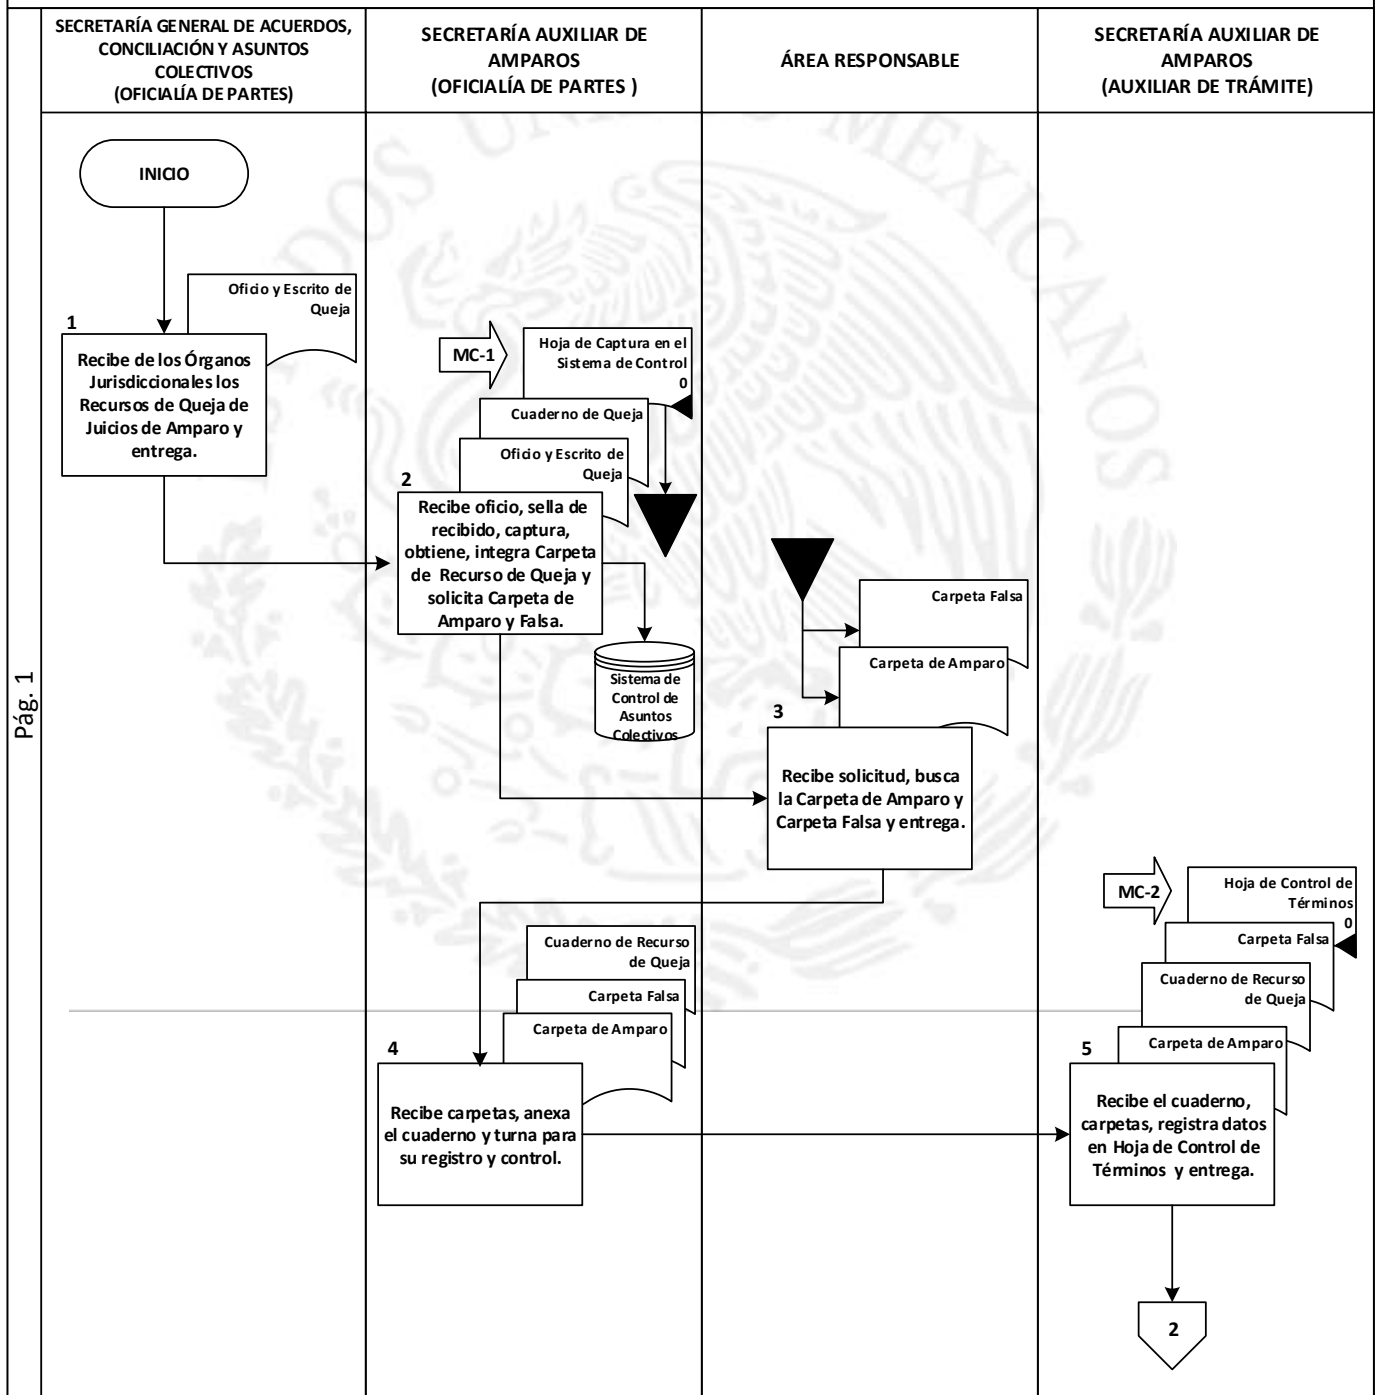 SECRETARÍA GENERAL DE ACUERDOS,
CONCILIACIÓN Y ASUNTOS
COLECTIVOS
(OFICIALÍA DE PARTES)
SECRETARÍA AUXILIAR DE
AMPAROS
(OFICIALÍA DE PARTES )
ÁREA RESPONSABLE
SECRETARÍA AUXILIAR DE
AMPAROS
(AUXILIAR DE TRÁMITE)
Pág. 1
INICIO
Oficio y Escrito de
Queja
1
Recibe de los Órganos
Jurisdiccionales los
Recursos de Queja de
Juicios de Amparo y
entrega.
MC-1
Hoja de Captura en el
Sistema de Control
0
Cuaderno de Queja
Oficio y Escrito de
Queja
2
Recibe oficio, sella de
recibido, captura,
obtiene, integra Carpeta
de Recurso de Queja y
solicita Carpeta de
Amparo y Falsa.
Sistema de
Control de
Asuntos
Colectivos
Carpeta Falsa
Carpeta de Amparo
3
Recibe solicitud, busca
la Carpeta de Amparo y
Carpeta Falsa y entrega.
Cuaderno de Recurso
de Queja
Carpeta Falsa
Carpeta de Amparo
4
Recibe carpetas, anexa
el cuaderno y turna para
su registro y control.
MC-2
Hoja de Control de
Términos
0
Carpeta Falsa
Cuaderno de Recurso
de Queja
Carpeta de Amparo
5
Recibe el cuaderno,
carpetas, registra datos
en Hoja de Control de
Términos y entrega.
2